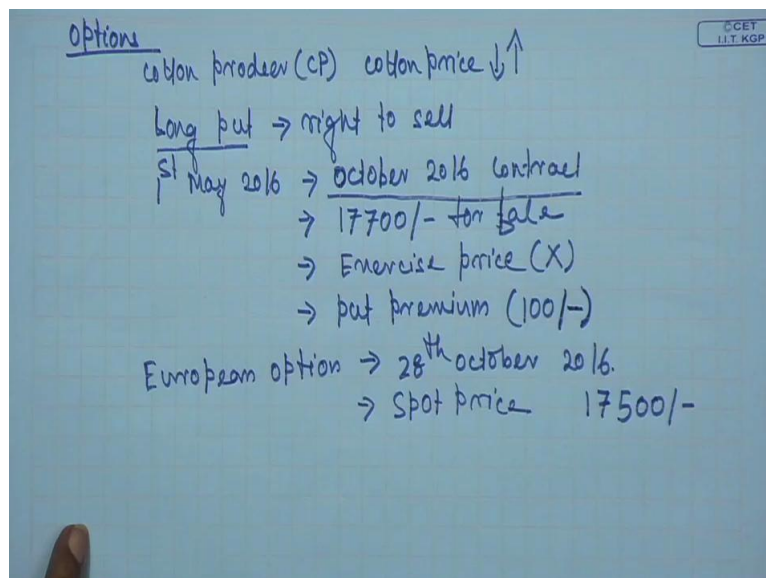 options
©CET
I.I.T. KGP
cotton prodeer (CP) cotton price ↓↑
Long put → right to sell
1st May 2016 → October 2016 contract
→ 17700/- for sale
→ Exercise price (X)
→ put premium (100/-)
European option → 28th october 2016.
→ spot price 17500/-